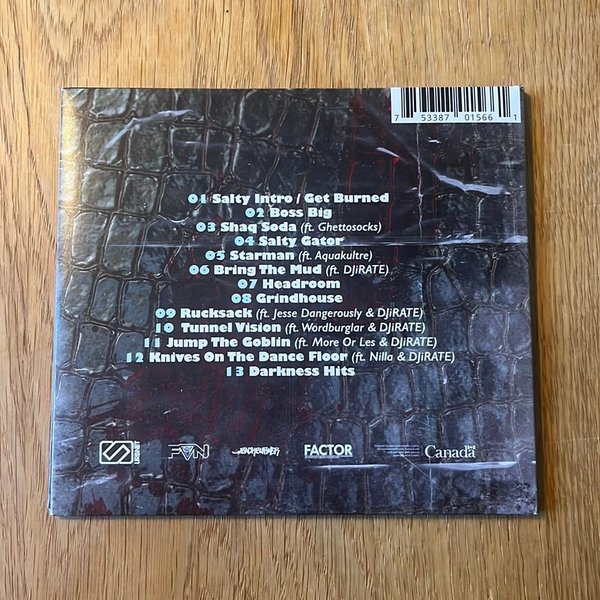 7 53387 01566 1
01 Salty Intro / Get Burned
02 Boss Big
03 Shaq Soda (ft. Ghettosocks)
04 Salty Gator
05 Starman (ft. Aquakultre)
06 Bring The Mud (ft. DJiRATE)
07 Headroom
08 Grindhouse
09 Rucksack (ft. Jesse Dangerously & DJiRATE)
10 Tunnel Vision (ft. Wordburglar & DJiRATE)
11 Jump The Goblin (ft. More Or Les & DJiRATE)
12 Knives On The Dance Floor (ft. Nilla & DJiRATE)
13 Darkness Hits
URBNET
FACTOR
Canada